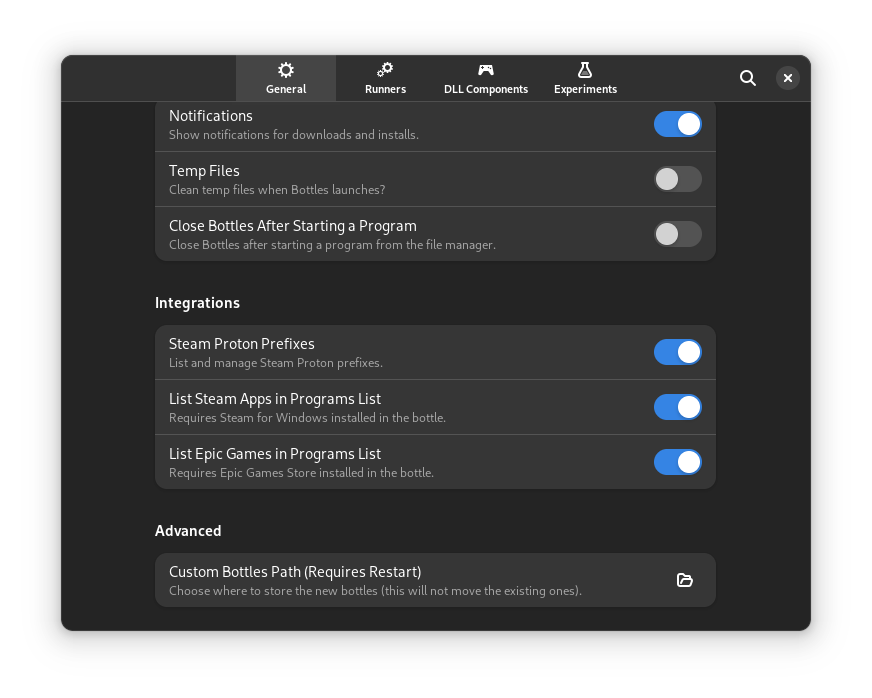 General
Runners
DLL Components
Experiments
Notifications
Show notifications for downloads and installs.
Temp Files
Clean temp files when Bottles launches?
Close Bottles After Starting a Program
Close Bottles after starting a program from the file manager.
Integrations
Steam Proton Prefixes
List and manage Steam Proton prefixes.
List Steam Apps in Programs List
Requires Steam for Windows installed in the bottle.
List Epic Games in Programs List
Requires Epic Games Store installed in the bottle.
Advanced
Custom Bottles Path (Requires Restart)
Choose where to store the new bottles (this will not move the existing ones).